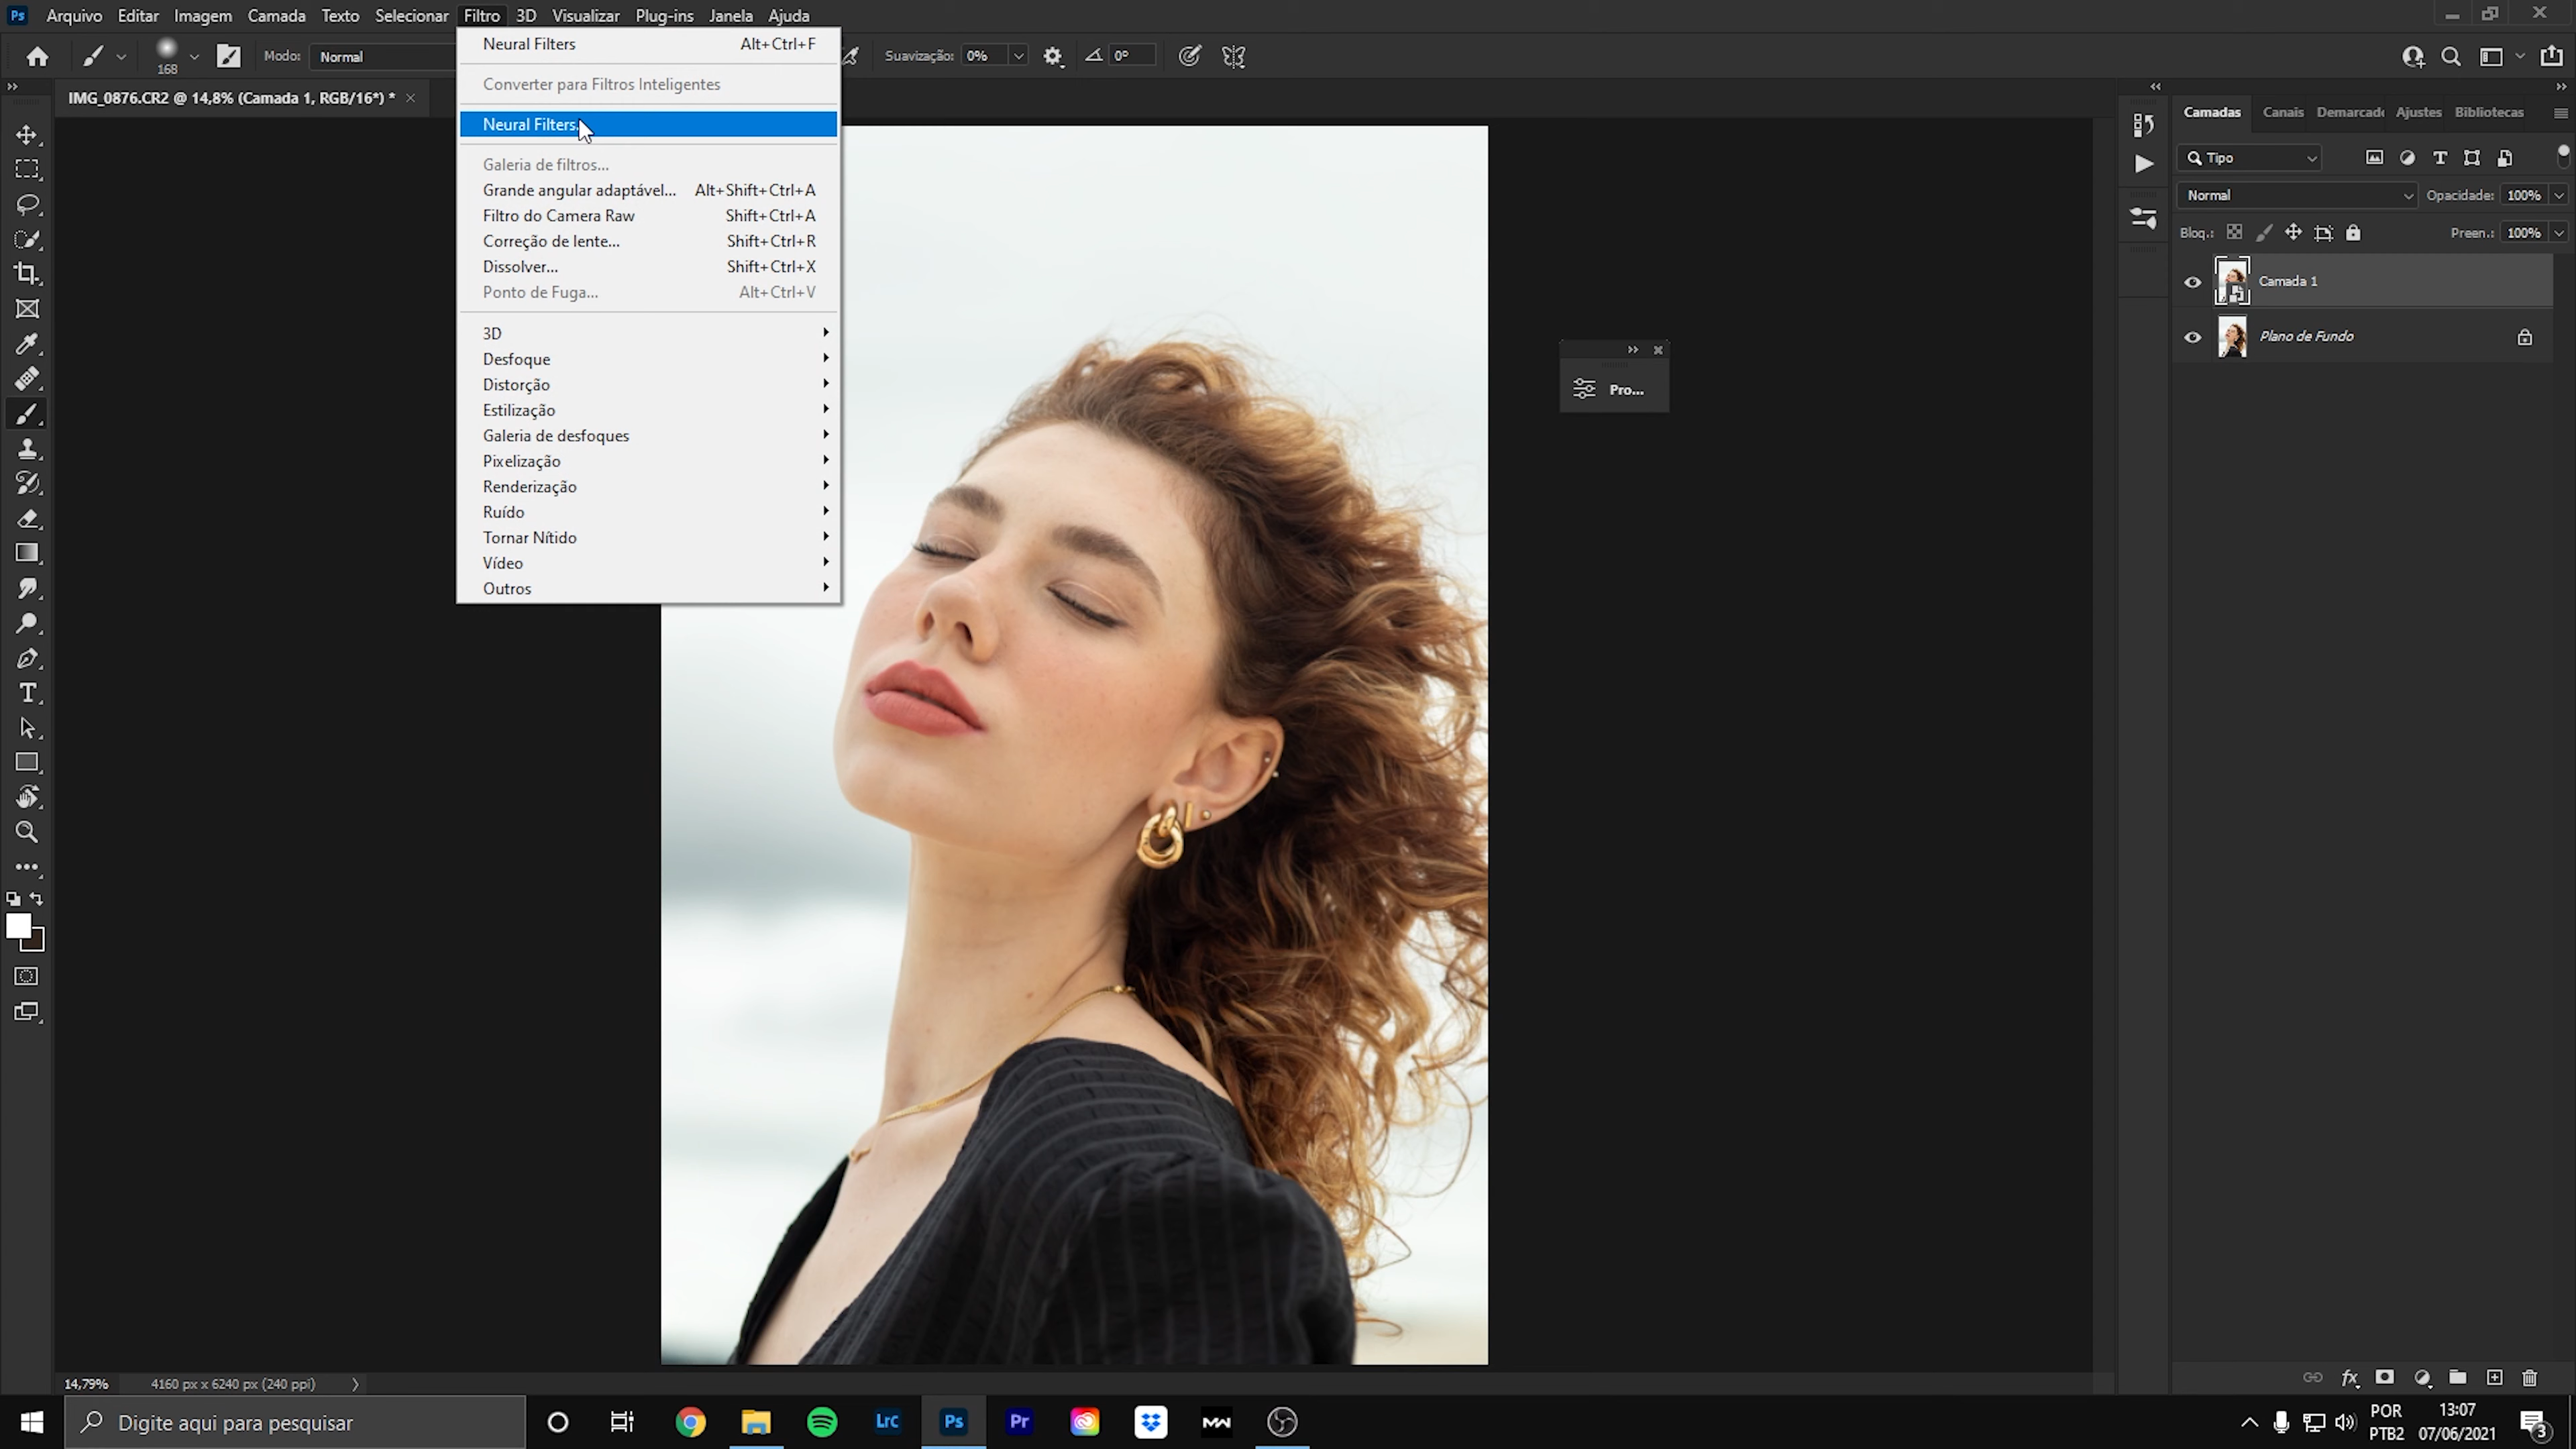 Ps Arquivo Editar Imagem Camada Texto Selecionar Filtro 3D Visualizar Plug-ins Janela Ajuda
168 Modo: Normal Suavização: 0% 0°
IMG_0876.CR2 @ 14,8% (Camada 1, RGB/16*) *
Neural Filters Alt+Ctrl+F
Converter para Filtros Inteligentes
Neural Filters
Galeria de filtros...
Grande angular adaptável... Alt+Shift+Ctrl+A
Filtro do Camera Raw Shift+Ctrl+A
Correção de lente... Shift+Ctrl+R
Dissolver... Shift+Ctrl+X
Ponto de Fuga... Alt+Ctrl+V
3D
Desfoque
Distorção
Estilização
Galeria de desfoques
Pixelização
Renderização
Ruído
Tornar Nítido
Vídeo
Outros
Pro...
Camadas Canais Demarcado Ajustes Bibliotecas
Tipo
Normal Opacidade: 100%
Bloq.: Preen.: 100%
Camada 1
Plano de Fundo
fx
14,79% 4160 px x 6240 px (240 ppi)
Digite aqui para pesquisar
LrC Ps Pr
POR 13:07
PTB2 07/06/2021 3